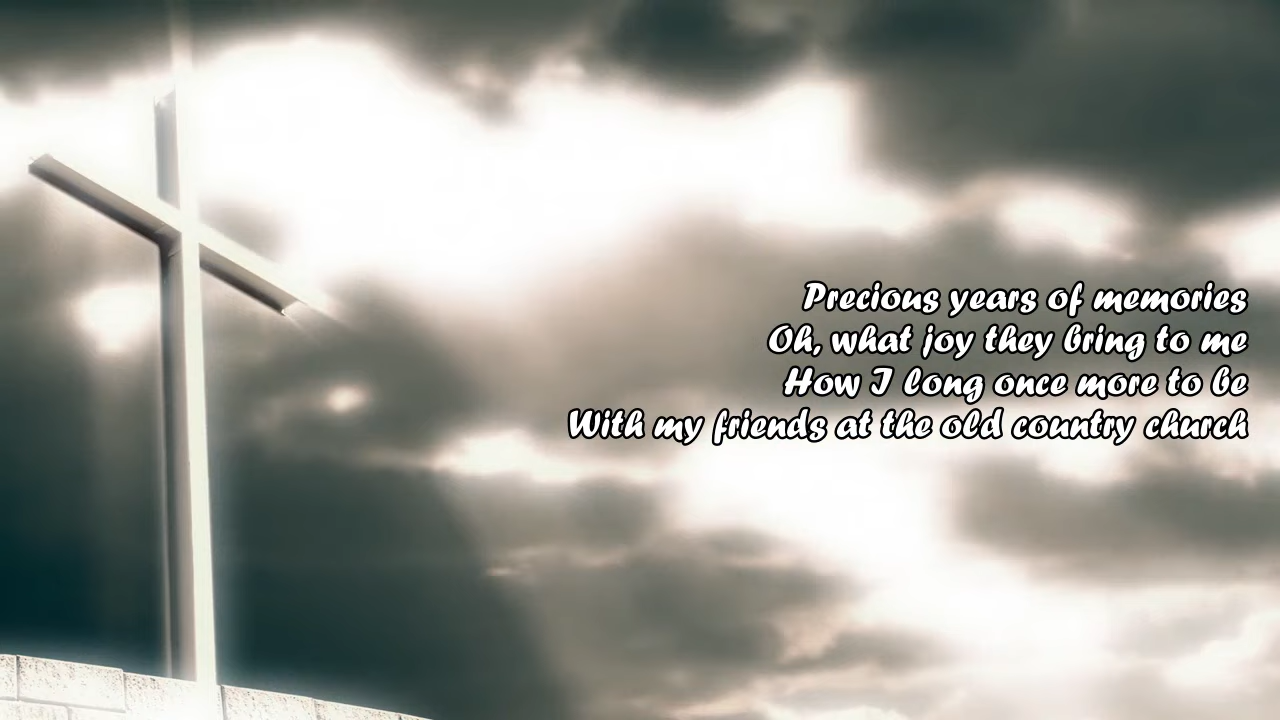 Precious years of memories
Oh, what joy they bring to me
How I long once more to be
With my friends at the old country church